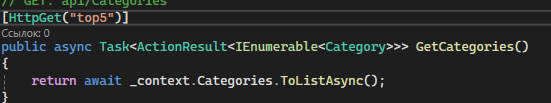 // GET: api/Categories
[HttpGet("top5")]
Ссылок: 0
public async Task<ActionResult<IEnumerable<Category>>> GetCategories()
{
return await _context.Categories.ToListAsync();
}